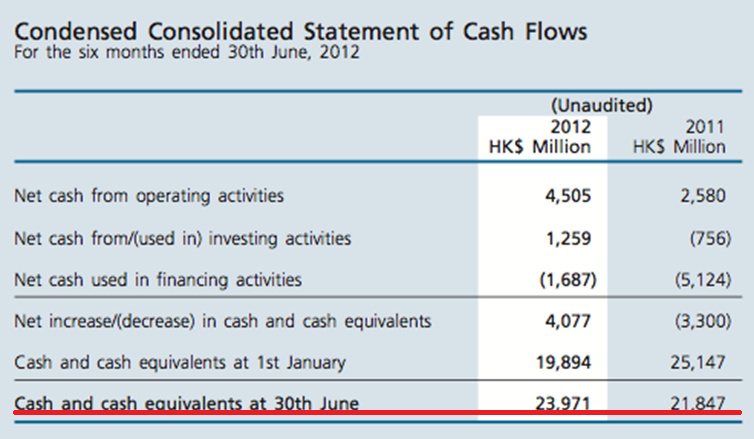 Condensed Consolidated Statement of Cash Flows
For the six months ended 30th June, 2012
(Unaudited)
2012 2011
HK$ Million HK$ Million
Net cash from operating activities 4,505 2,580
Net cash from/(used in) investing activities 1,259 (756)
Net cash used in financing activities (1,687) (5,124)
Net increase/(decrease) in cash and cash equivalents 4,077 (3,300)
Cash and cash equivalents at 1st January 19,894 25,147
Cash and cash equivalents at 30th June 23,971 21,847